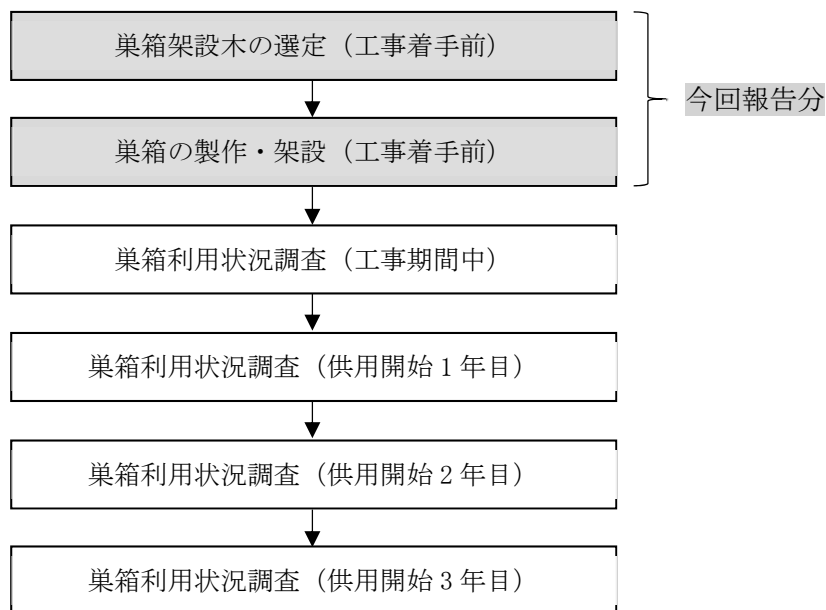 巣箱架設木の選定（工事着手前）
今回報告分
巣箱の製作・架設（工事着手前）
巣箱利用状況調査（工事期間中）
巣箱利用状況調査（供用開始１年目）
巣箱利用状況調査（供用開始２年目）
巣箱利用状況調査（供用開始３年目）